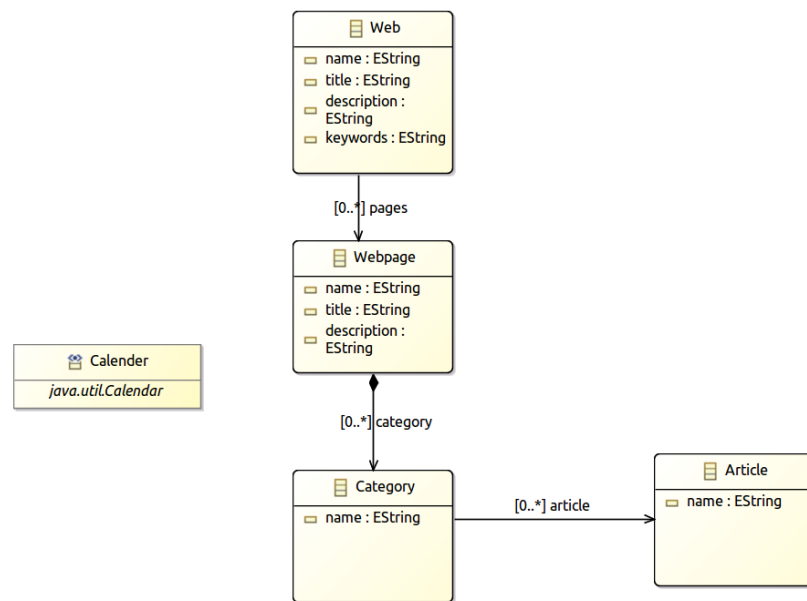 Web
name : EString
title : EString
description :
EString
keywords : EString
[0..*] pages
Webpage
name : EString
title : EString
description :
EString
Calender
java.util.Calendar
[0..*] category
Category
name : EString
[0..*] article
Article
name : EString